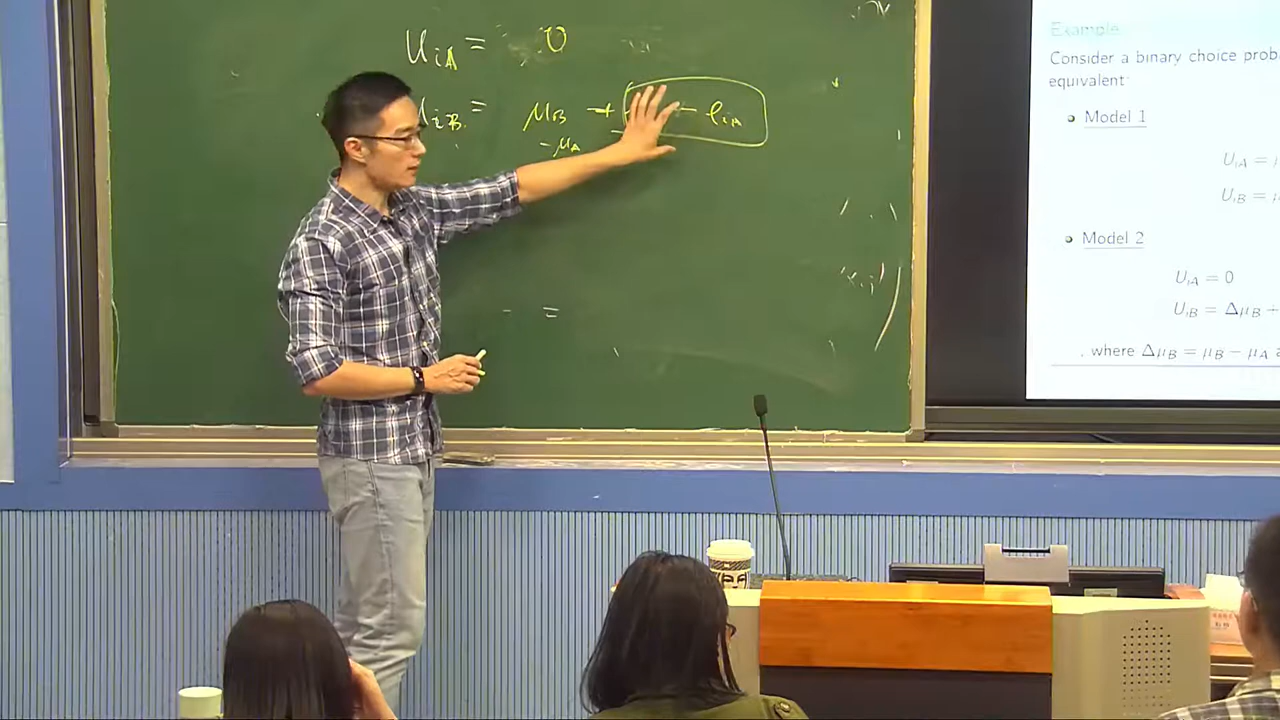 U_iA = 0
U_iB = μ_B + - e_iA
- μ_A
- =
Example
Consider a binary choice prob
equivalent:
Model 1
U_iA = μ
U_iB = μ
Model 2
U_iA = 0
U_iB = Δμ_B +
, where Δμ_B = μ_B − μ_A a